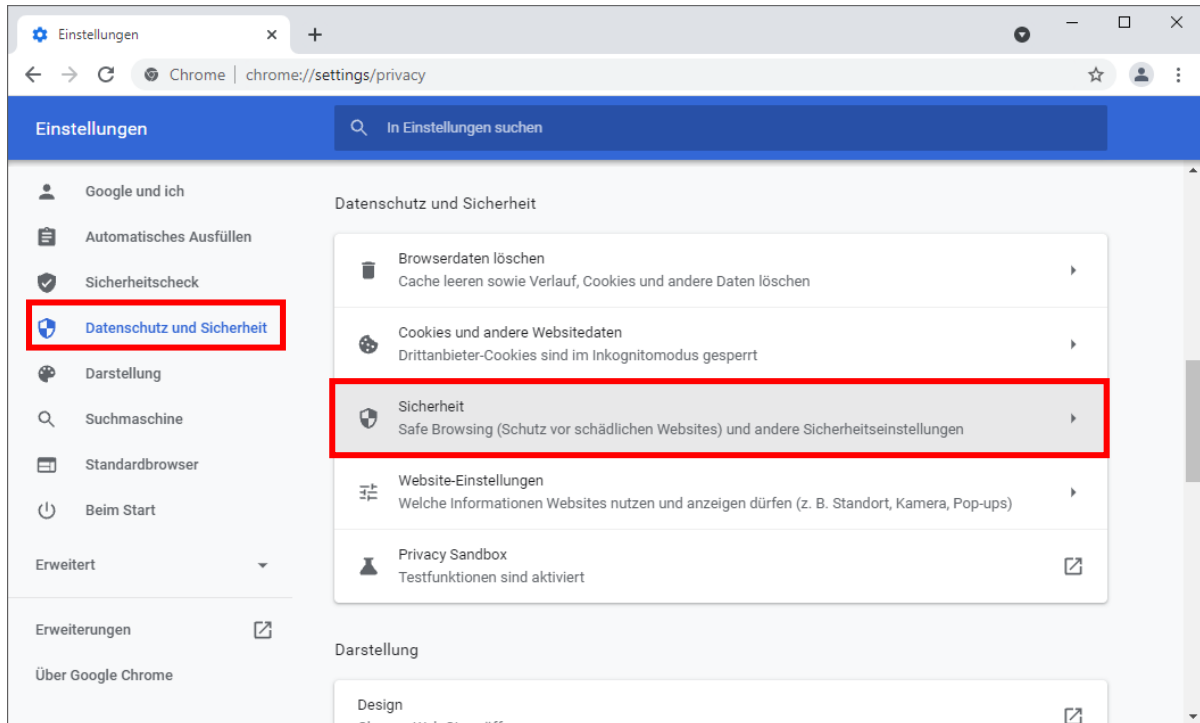 Einstellungen
Chrome | chrome://settings/privacy
Einstellungen
In Einstellungen suchen
Google und ich
Automatisches Ausfüllen
Sicherheitscheck
Datenschutz und Sicherheit
Darstellung
Suchmaschine
Standardbrowser
Beim Start
Erweitert
Erweiterungen
Über Google Chrome
Datenschutz und Sicherheit
Browserdaten löschen
Cache leeren sowie Verlauf, Cookies und andere Daten löschen
Cookies und andere Websitedaten
Drittanbieter-Cookies sind im Inkognitomodus gesperrt
Sicherheit
Safe Browsing (Schutz vor schädlichen Websites) und andere Sicherheitseinstellungen
Website-Einstellungen
Welche Informationen Websites nutzen und anzeigen dürfen (z. B. Standort, Kamera, Pop-ups)
Privacy Sandbox
Testfunktionen sind aktiviert
Darstellung
Design